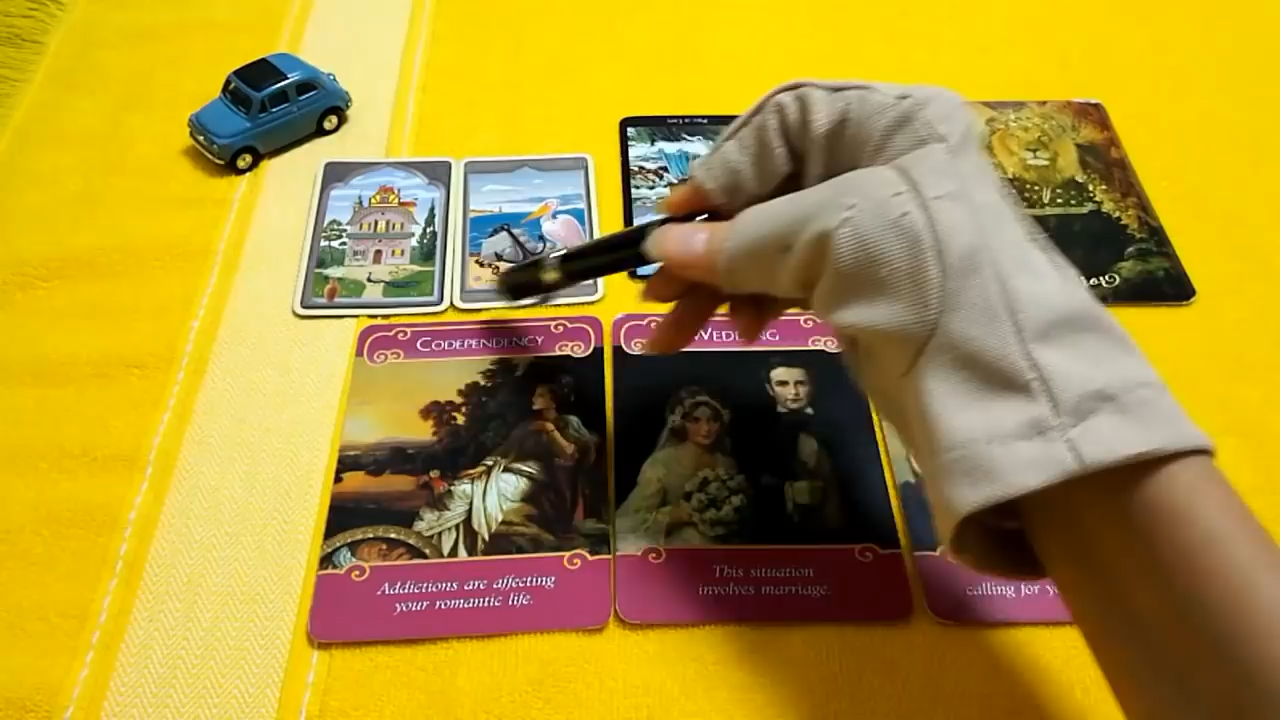 CODEPENDENCY
WEDDING
Addictions are affecting
your romantic life.
This situation
involves marriage.
calling for